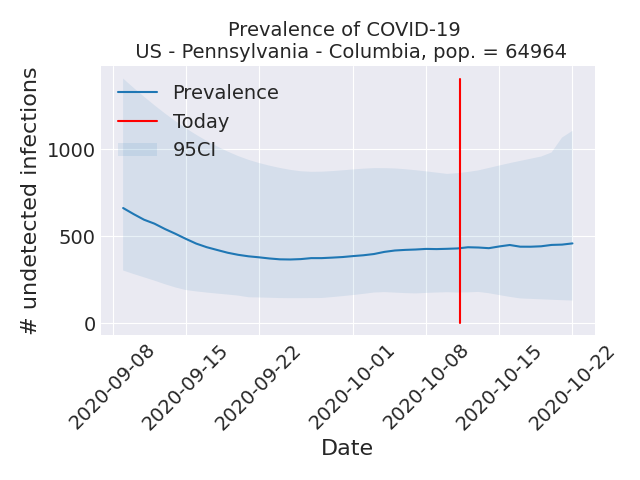 Prevalence of COVID-19
US - Pennsylvania - Columbia, pop. = 64964
# undetected infections
1000
500
0
Prevalence
Today
95CI
2020-09-08
2020-09-15
2020-09-22
2020-10-01
2020-10-08
2020-10-15
2020-10-22
Date